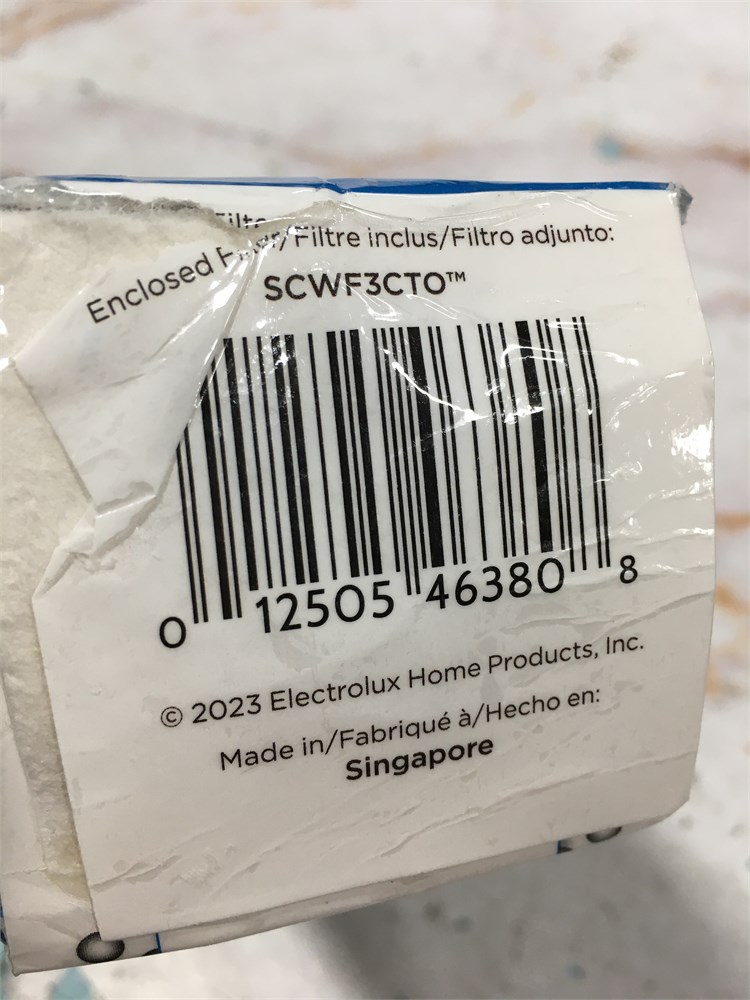 Enclosed Filter/Filtre inclus/Filtro adjunto:
SCWF3CTO™
0 12505 46380 8
© 2023 Electrolux Home Products, Inc.
Made in/Fabriqué à/Hecho en:
Singapore